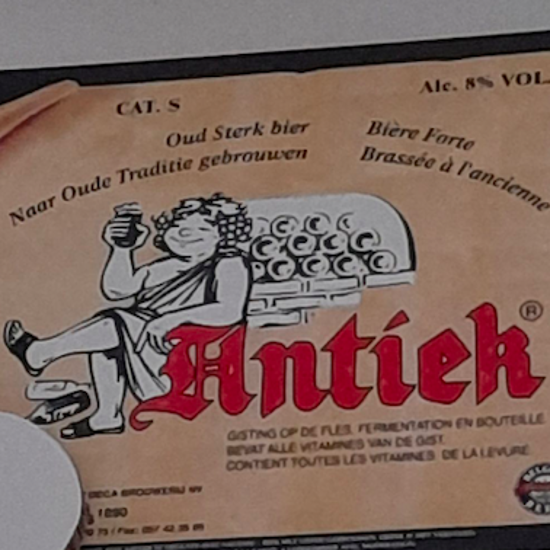 CAT. S
Alc. 8% VOL.
Oud Sterk bier
Naar Oude Traditie gebrouwen
Bière Forte
Brassée à l'ancienne
Antiek ®
GISTING OP DE FLES. FERMENTATION EN BOUTEILLE.
BEVAT ALLE VITAMINES VAN DE GIST.
CONTIENT TOUTES LES VITAMINES DE LA LEVURE.
DECA BROUWERIJ NV